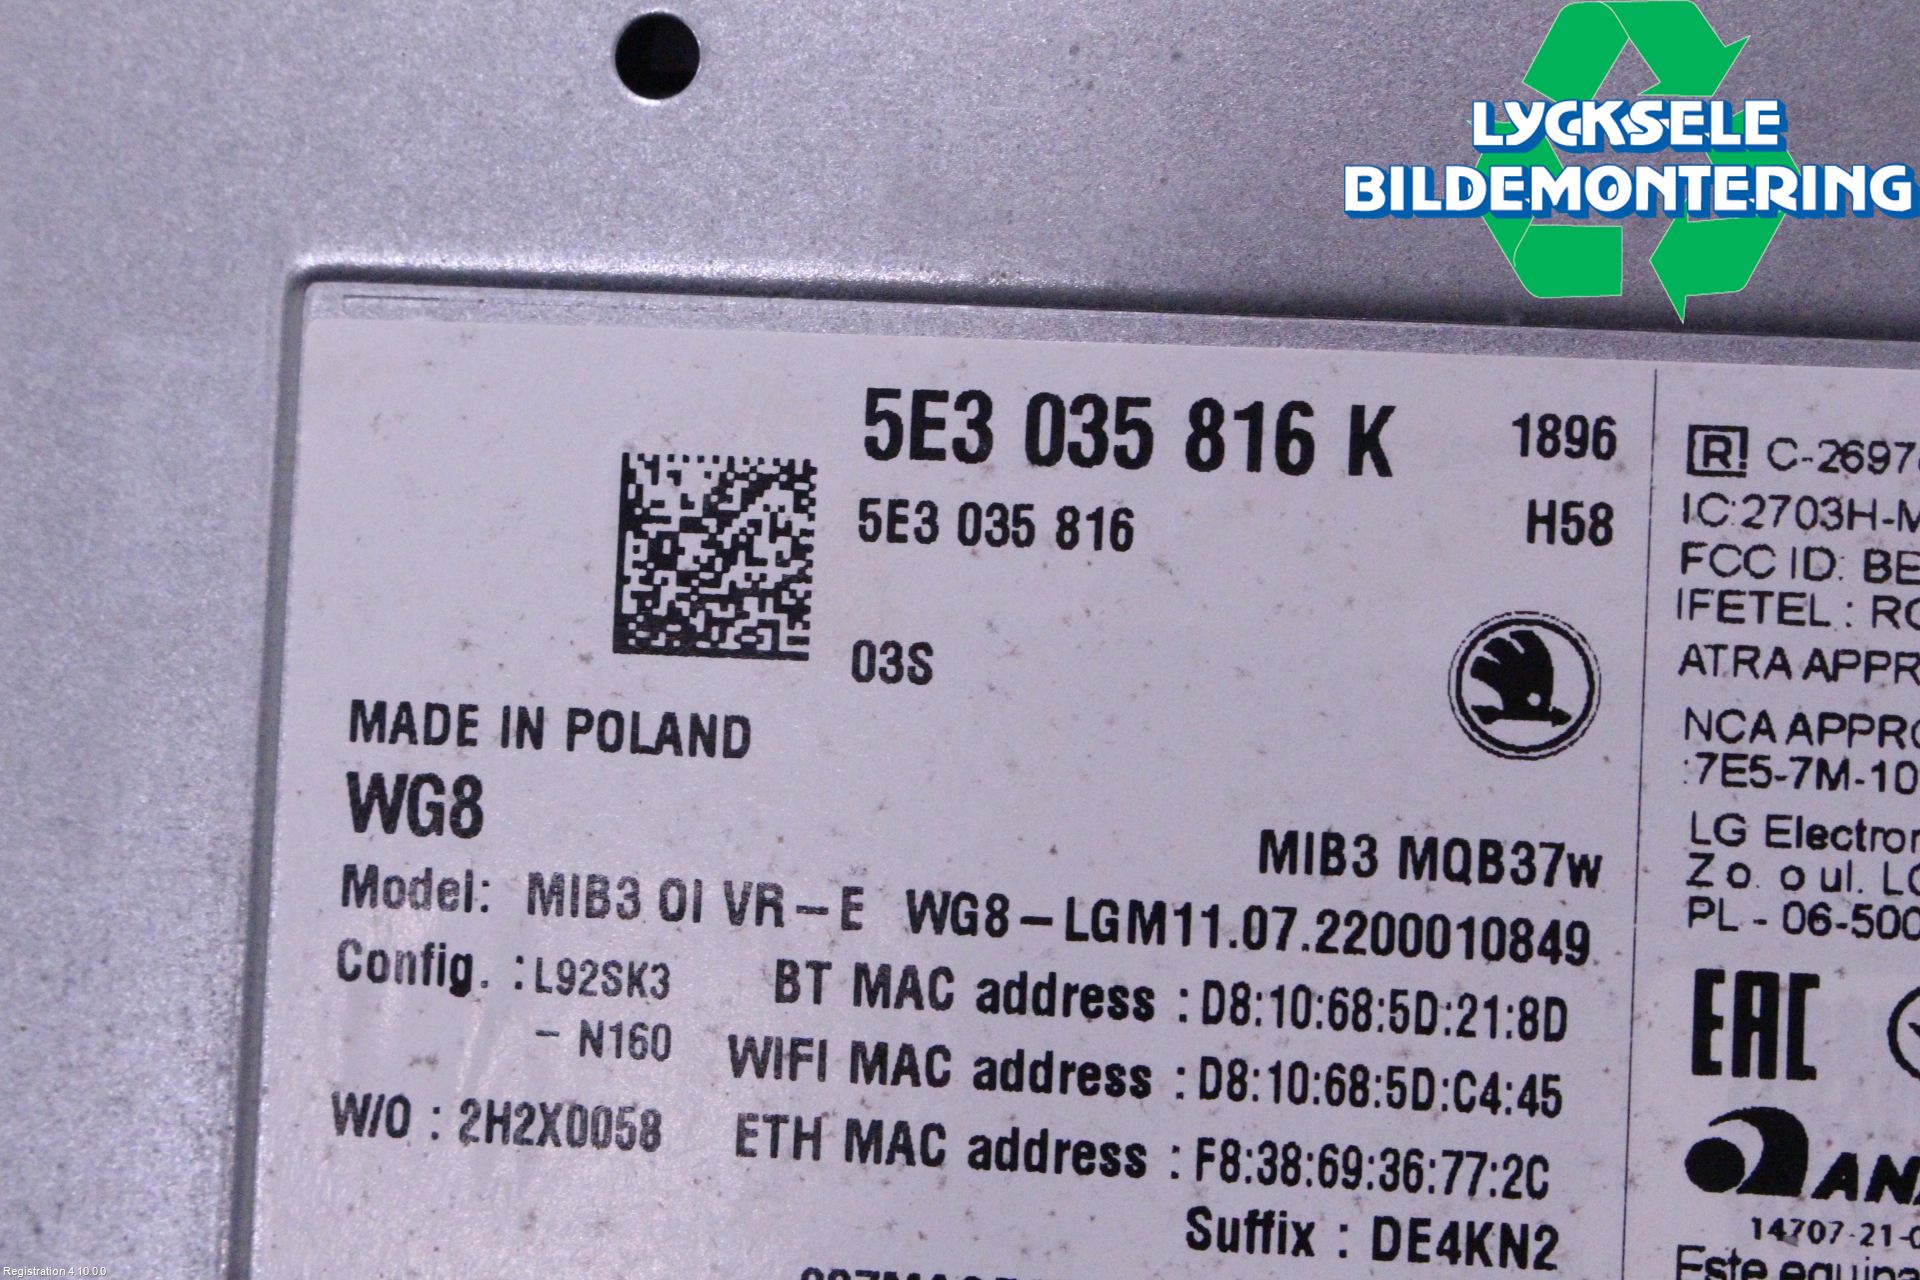 LYCKSELE
BILDEMONTERING
5E3 035 816 K
1896
5E3 035 816
H58
03S
MADE IN POLAND
WG8
MIB3 MQB37w
Model: MIB3 OI VR-E WG8-LGM11.07.2200010849
Config. :L92SK3
- N160
BT MAC address :D8:10:68:5D:21:8D
WIFI MAC address :D8:10:68:5D:C4:45
W/O : 2H2X0058
ETH MAC address :F8:38:69:36:77:2C
Suffix : DE4KN2
R! C-2697
IC:2703H-M
FCC ID: BE
IFETEL : RC
ATRA APPR
NCA APPRO
:7E5-7M-10
LG Electron
Z o. o ul. LG
PL - 06-500
EAC
ANA
14707-21-0
Este equipa
Registration 4.10.0.0